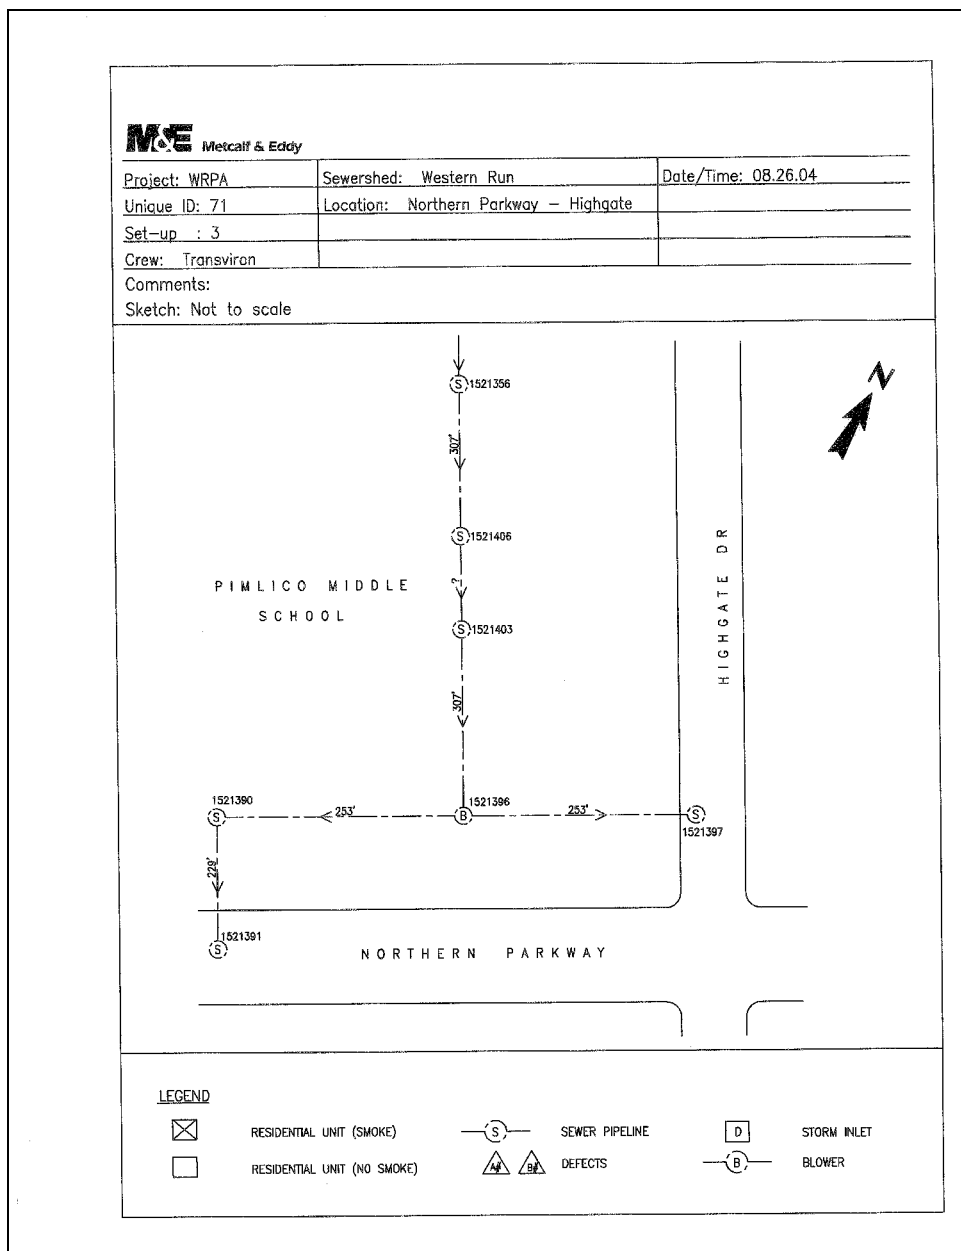 M&E Metcalf & Eddy
Project: WRPA Sewershed: Western Run Date/Time: 08.26.04
Unique ID: 71 Location: Northern Parkway – Highgate
Set-up : 3
Crew: Transviron
Comments:
Sketch: Not to scale
N
S 1521356
307'
S 1521406
HIGHGATE DR
PIMLICO MIDDLE
SCHOOL
?
S 1521403
307'
1521390
1521396
S 253' B 253' S
1521397
229'
1521391
S
NORTHERN PARKWAY
LEGEND
RESIDENTIAL UNIT (SMOKE) S SEWER PIPELINE D STORM INLET
RESIDENTIAL UNIT (NO SMOKE) A# B# DEFECTS B BLOWER